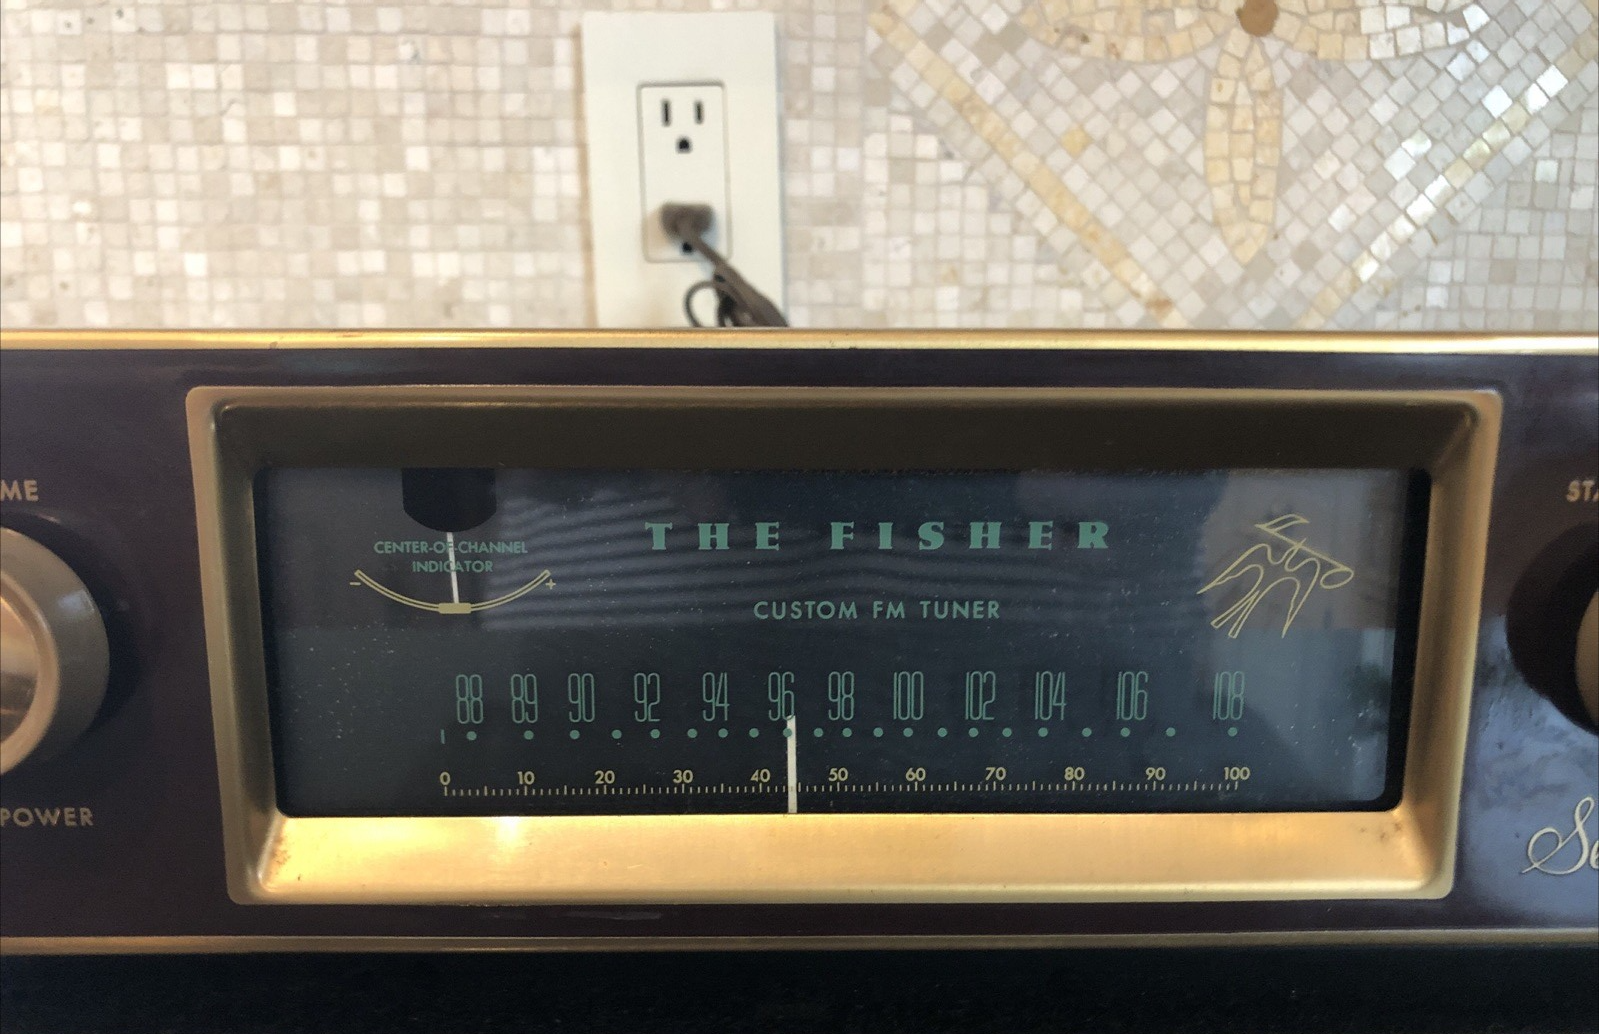 ME
POWER
CENTER-OF-CHANNEL
INDICATOR
- +
THE FISHER
CUSTOM FM TUNER
88 89 90 92 94 96 98 100 102 104 106 108
0 10 20 30 40 50 60 70 80 90 100
STA
Se